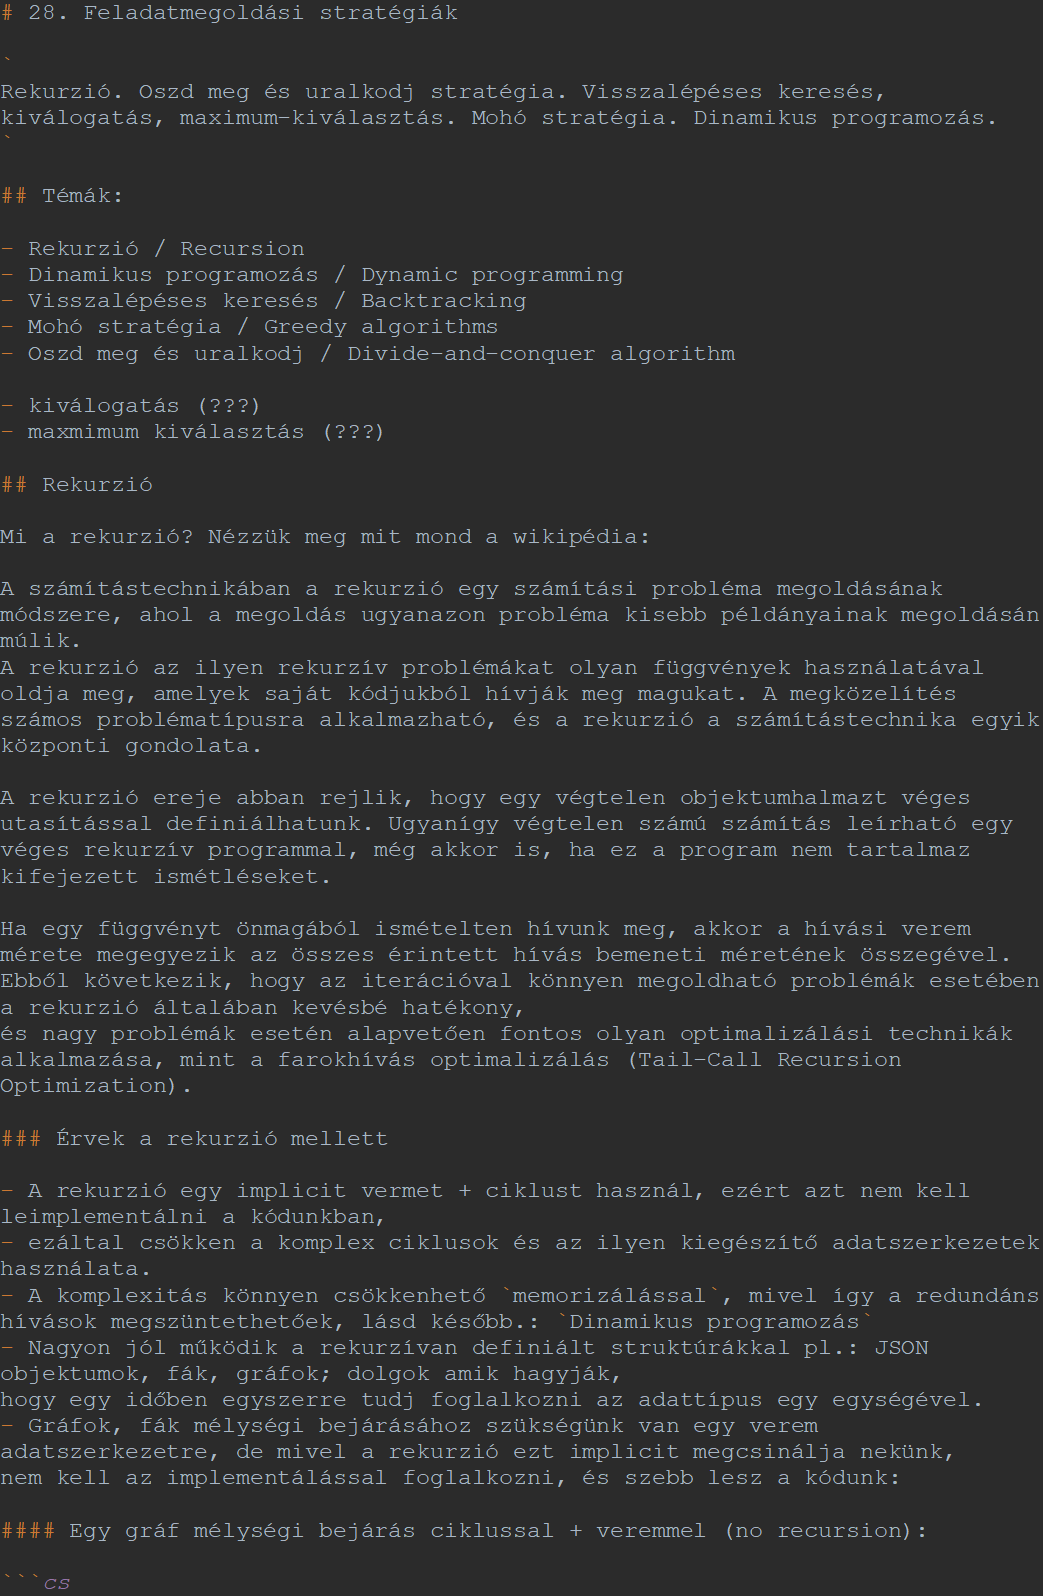 # 28. Feladatmegoldási stratégiák
`
Rekurzió. Oszd meg és uralkodj stratégia. Visszalépéses keresés,
kiválogatás, maximum-kiválasztás. Mohó stratégia. Dinamikus programozás.
`
## Témák:
- Rekurzió / Recursion
- Dinamikus programozás / Dynamic programming
- Visszalépéses keresés / Backtracking
- Mohó stratégia / Greedy algorithms
- Oszd meg és uralkodj / Divide-and-conquer algorithm
- kiválogatás (???)
- maxmimum kiválasztás (???)
## Rekurzió
Mi a rekurzió? Nézzük meg mit mond a wikipédia:
A számítástechnikában a rekurzió egy számítási probléma megoldásának
módszere, ahol a megoldás ugyanazon probléma kisebb példányainak megoldásán
múlik.
A rekurzió az ilyen rekurzív problémákat olyan függvények használatával
oldja meg, amelyek saját kódjukból hívják meg magukat. A megközelítés
számos problématípusra alkalmazható, és a rekurzió a számítástechnika egyik
központi gondolata.
A rekurzió ereje abban rejlik, hogy egy végtelen objektumhalmazt véges
utasítással definiálhatunk. Ugyanígy végtelen számú számítás leírható egy
véges rekurzív programmal, még akkor is, ha ez a program nem tartalmaz
kifejezett ismétléseket.
Ha egy függvényt önmagából ismételten hívunk meg, akkor a hívási verem
mérete megegyezik az összes érintett hívás bemeneti méretének összegével.
Ebből következik, hogy az iterációval könnyen megoldható problémák esetében
a rekurzió általában kevésbé hatékony,
és nagy problémák esetén alapvetően fontos olyan optimalizálási technikák
alkalmazása, mint a farokhívás optimalizálás (Tail-Call Recursion
Optimization).
### Érvek a rekurzió mellett
- A rekurzió egy implicit vermet + ciklust használ, ezért azt nem kell
leimplementálni a kódunkban,
- ezáltal csökken a komplex ciklusok és az ilyen kiegészítő adatszerkezetek
használata.
- A komplexitás könnyen csökkenhető `memorizálással`, mivel így a redundáns
hívások megszüntethetőek, lásd később.: `Dinamikus programozás`
- Nagyon jól működik a rekurzívan definiált struktúrákkal pl.: JSON
objektumok, fák, gráfok; dolgok amik hagyják,
hogy egy időben egyszerre tudj foglalkozni az adattípus egy egységével.
- Gráfok, fák mélységi bejárásához szükségünk van egy verem
adatszerkezetre, de mivel a rekurzió ezt implicit megcsinálja nekünk,
nem kell az implementálással foglalkozni, és szebb lesz a kódunk:
#### Egy gráf mélységi bejárás ciklussal + veremmel (no recursion):
```cs